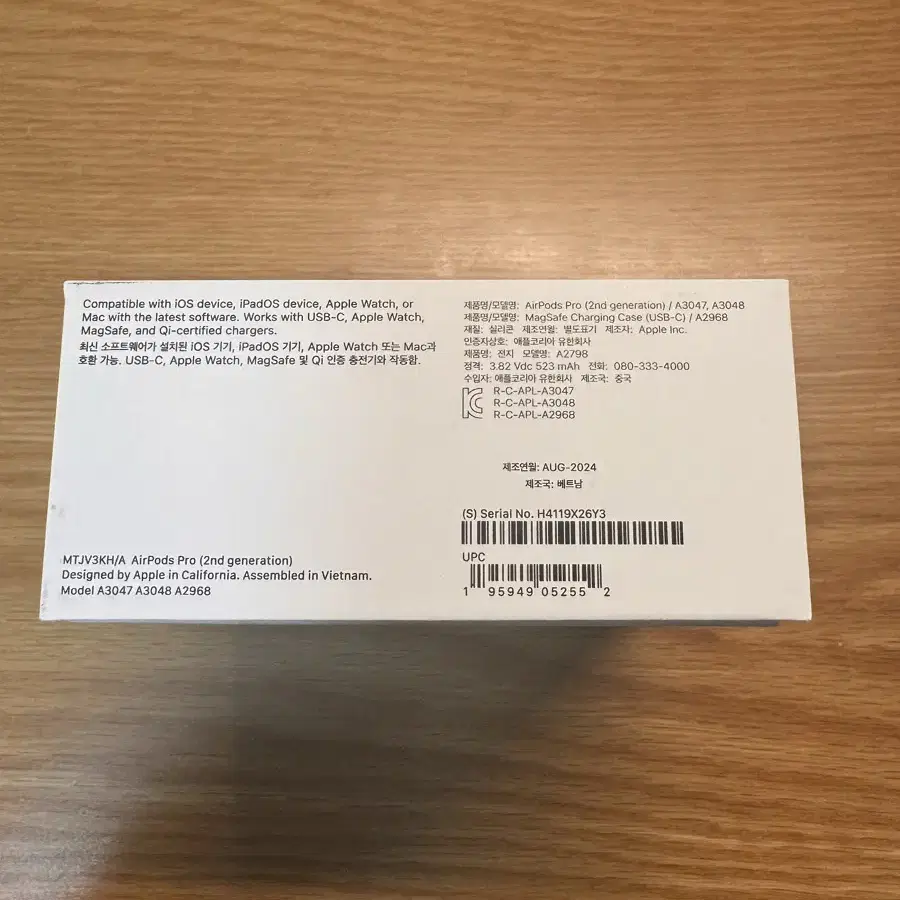 Compatible with iOS device, iPadOS device, Apple Watch, or
Mac with the latest software. Works with USB-C, Apple Watch,
MagSafe, and Qi-certified chargers.
최신 소프트웨어가 설치된 iOS 기기, iPadOS 기기, Apple Watch 또는 Mac과
호환 가능. USB-C, Apple Watch, MagSafe 및 Qi 인증 충전기와 작동함.
MTJV3KH/A AirPods Pro (2nd generation)
Designed by Apple in California. Assembled in Vietnam.
Model A3047 A3048 A2968
제품명/모델명: AirPods Pro (2nd generation) / A3047, A3048
제품명/모델명: MagSafe Charging Case (USB-C) / A2968
재질: 실리콘 제조연월: 별도표기 제조자: Apple Inc.
인증자상호: 애플코리아 유한회사
제품명: 전지 모델명: A2798
정격: 3.82 Vdc 523 mAh 전화: 080-333-4000
수입자: 애플코리아 유한회사 제조국: 중국
R-C-APL-A3047
R-C-APL-A3048
R-C-APL-A2968
제조연월: AUG-2024
제조국: 베트남
(S) Serial No. H4119X26Y3
UPC
1 95949 05255 2